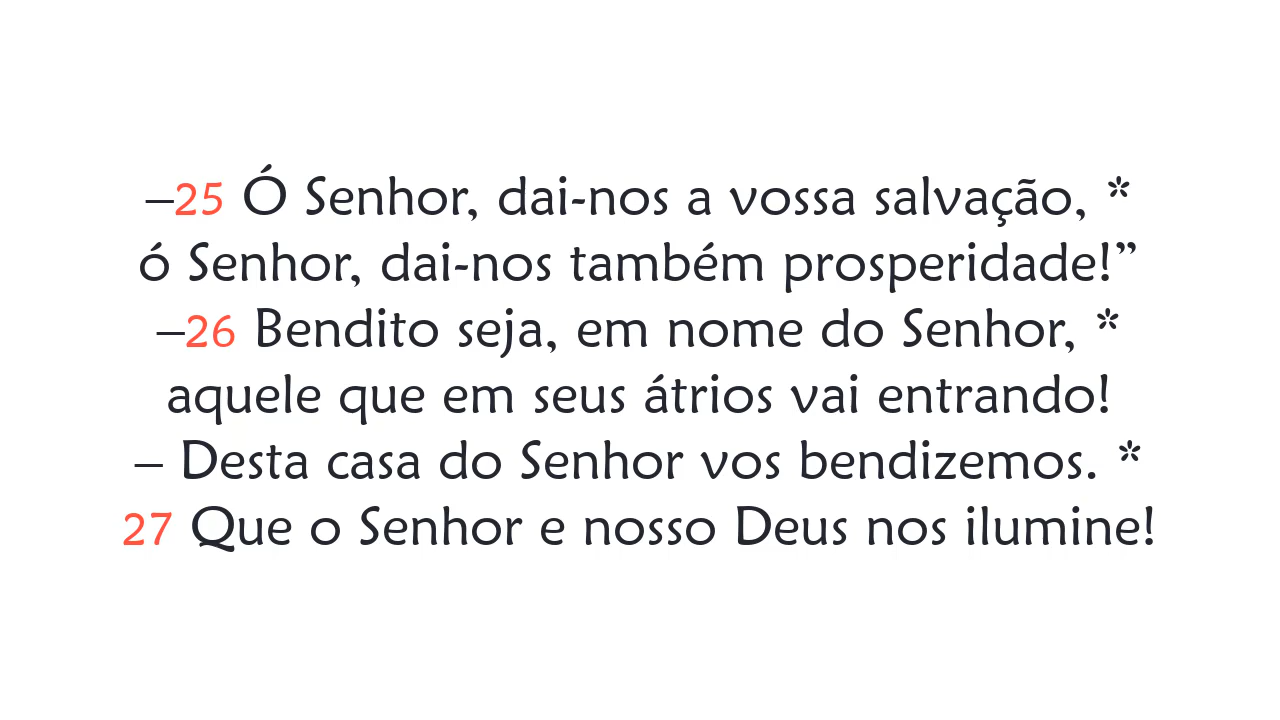 –25 Ó Senhor, dai-nos a vossa salvação, *
ó Senhor, dai-nos também prosperidade!”
–26 Bendito seja, em nome do Senhor, *
aquele que em seus átrios vai entrando!
– Desta casa do Senhor vos bendizemos. *
27 Que o Senhor e nosso Deus nos ilumine!